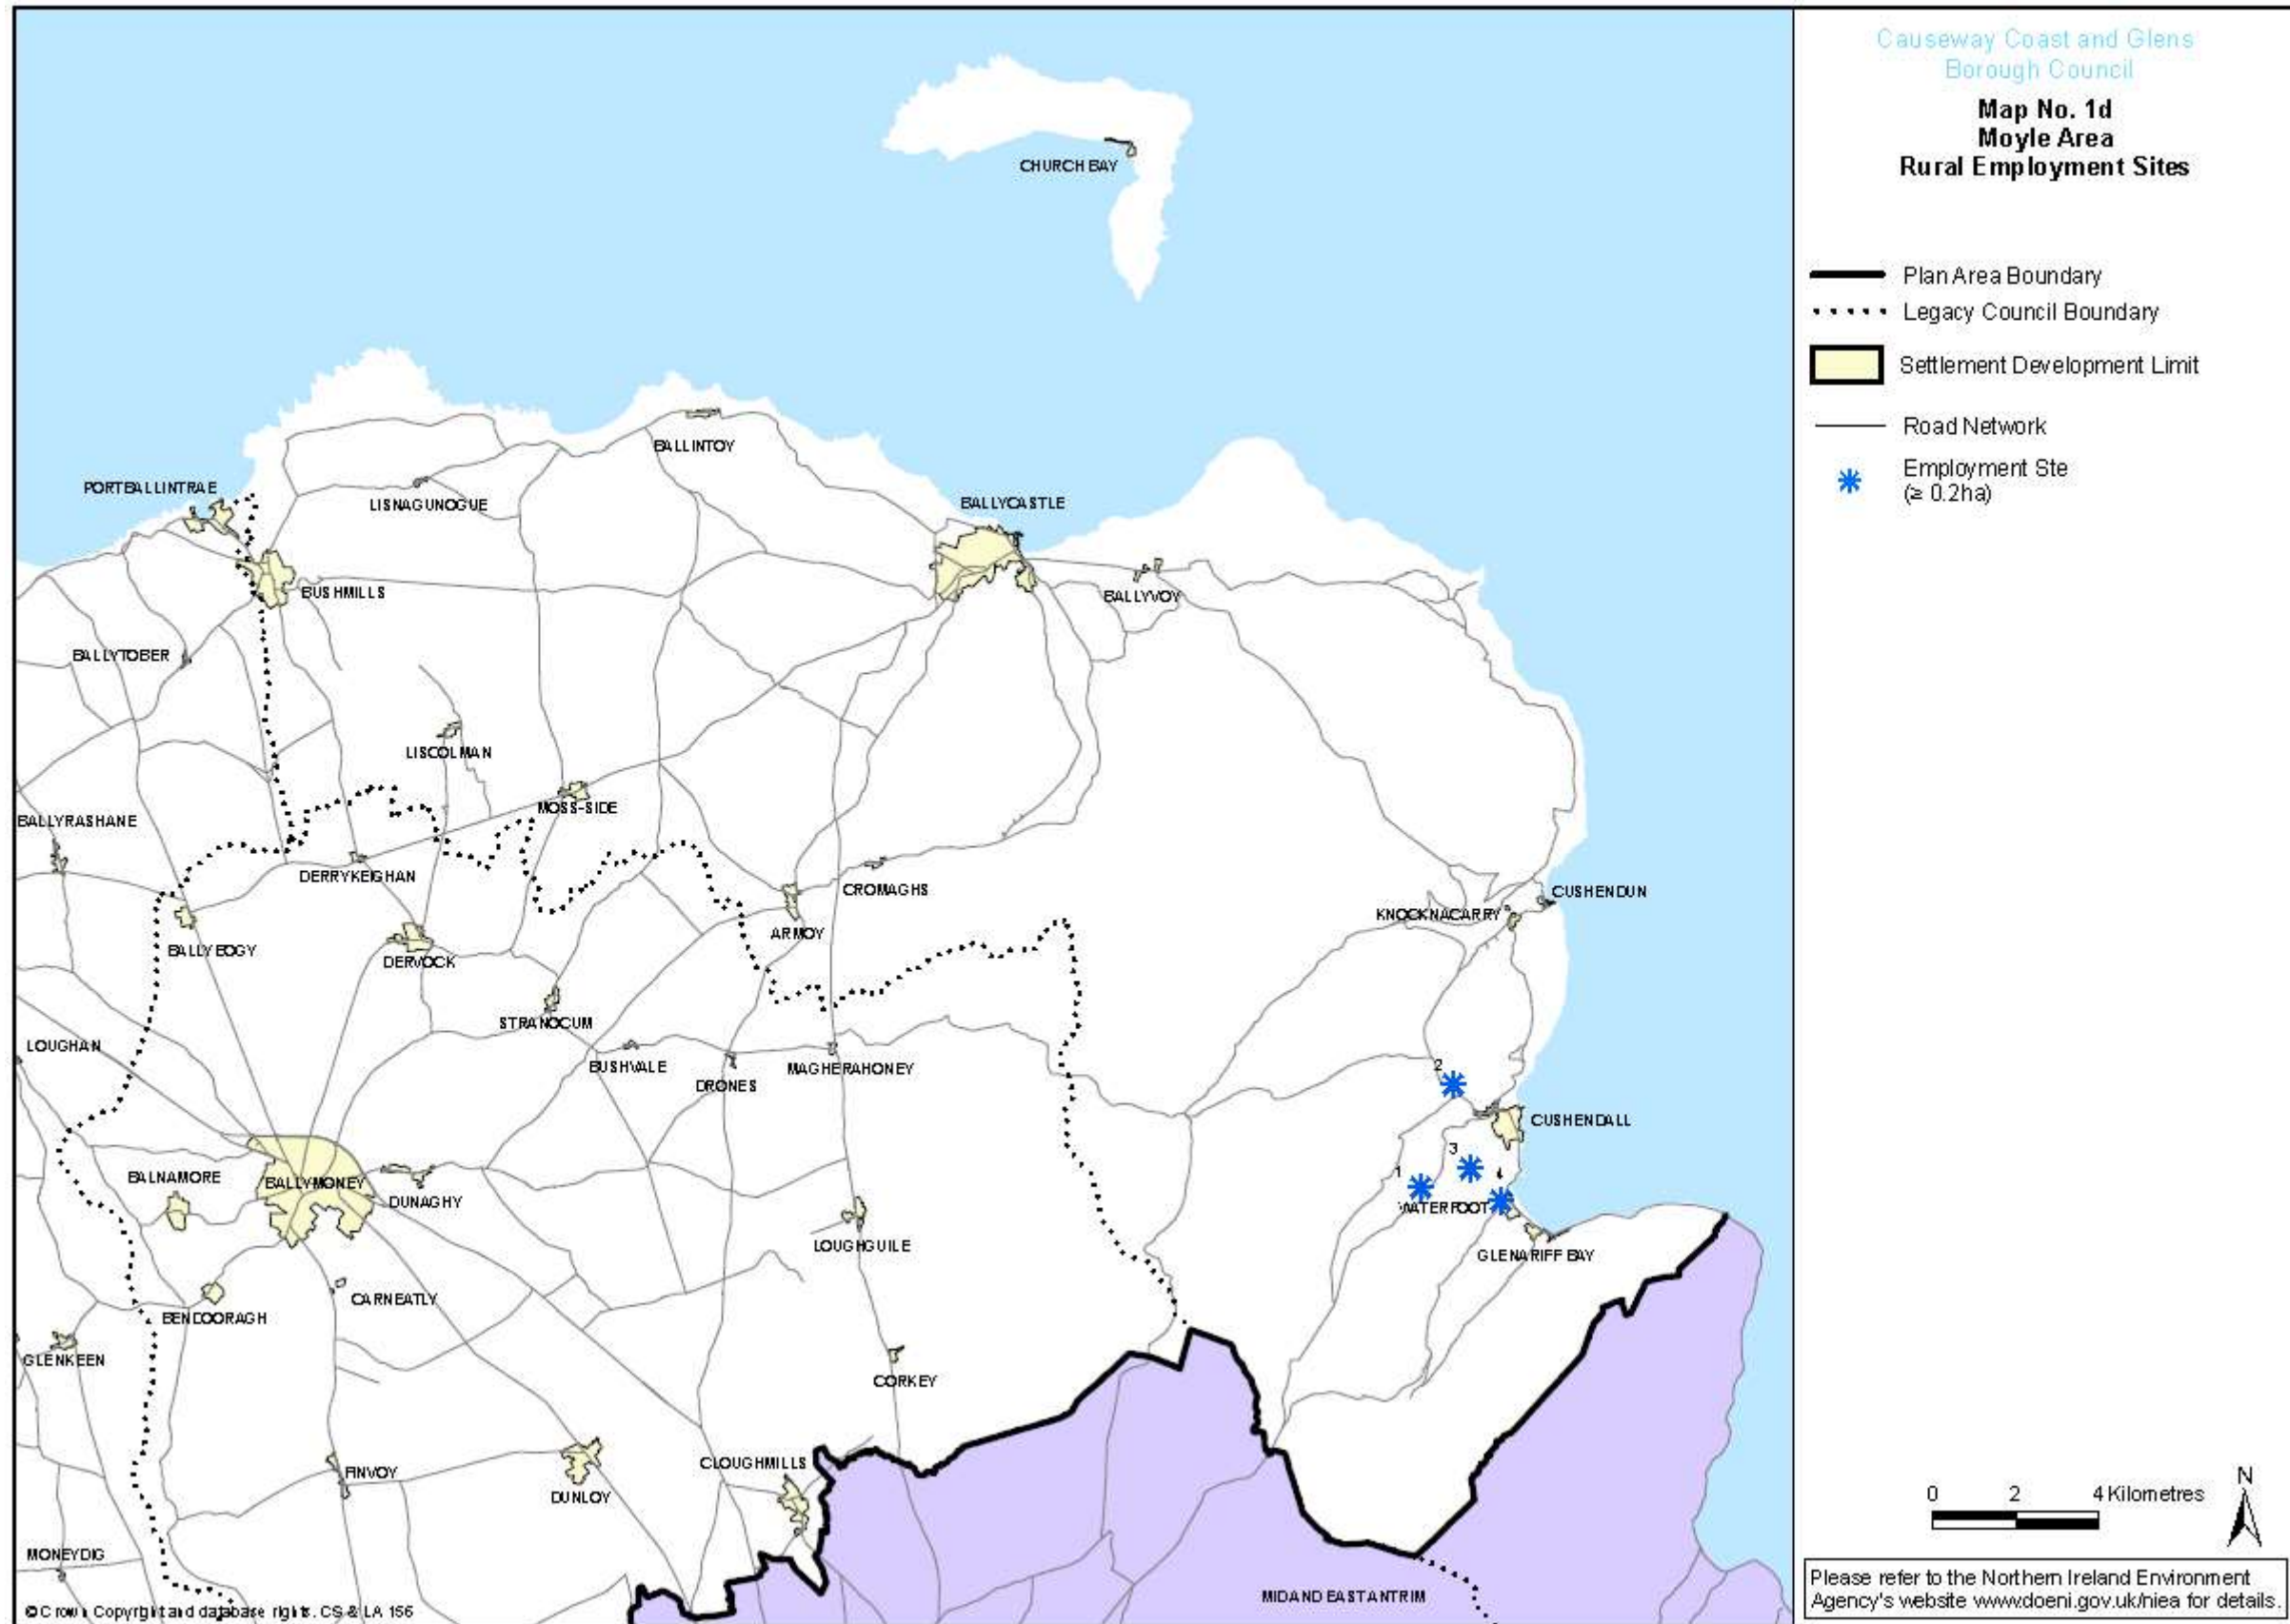 Causeway Coast and Glens
Borough Council
Map No. 1d
Moyle Area
Rural Employment Sites
Plan Area Boundary
Legacy Council Boundary
Settlement Development Limit
Road Network
Employment Ste
(≥ 0.2ha)
CHURCH BAY
BALLINTOY
PORTBALLINTRAE
LISNAGUNOGUE
BALLYCASTLE
BUSHMILLS
BALLYVOY
BALLYTOBER
LISCOLMAN
MOSS-SIDE
BALLYRASHANE
DERRYKEIGHAN
CROMAGHS
CUSHENDUN
KNOCKNACARRY
ARMOY
BALLYBOGY
DERVOCK
STRANOCUM
LOUGHAN
BUSHVALE
DRONES
MAGHERAHONEY
2
CUSHENDALL
3
1
4
BALNAMORE
BALLYMONEY
DUNAGHY
WATERFOOT
LOUGHGUILE
GLENARIFF BAY
CARNEATLY
BENDOORAGH
GLENKEEN
CORKEY
CLOUGHMILLS
FINVOY
DUNLOY
MONEYDIG
MID AND EAST ANTRIM
© Crown Copyright and database rights. CS & LA 156
0 2 4 Kilometres
N
Please refer to the Northern Ireland Environment
Agency's website www.doeni.gov.uk/niea for details.